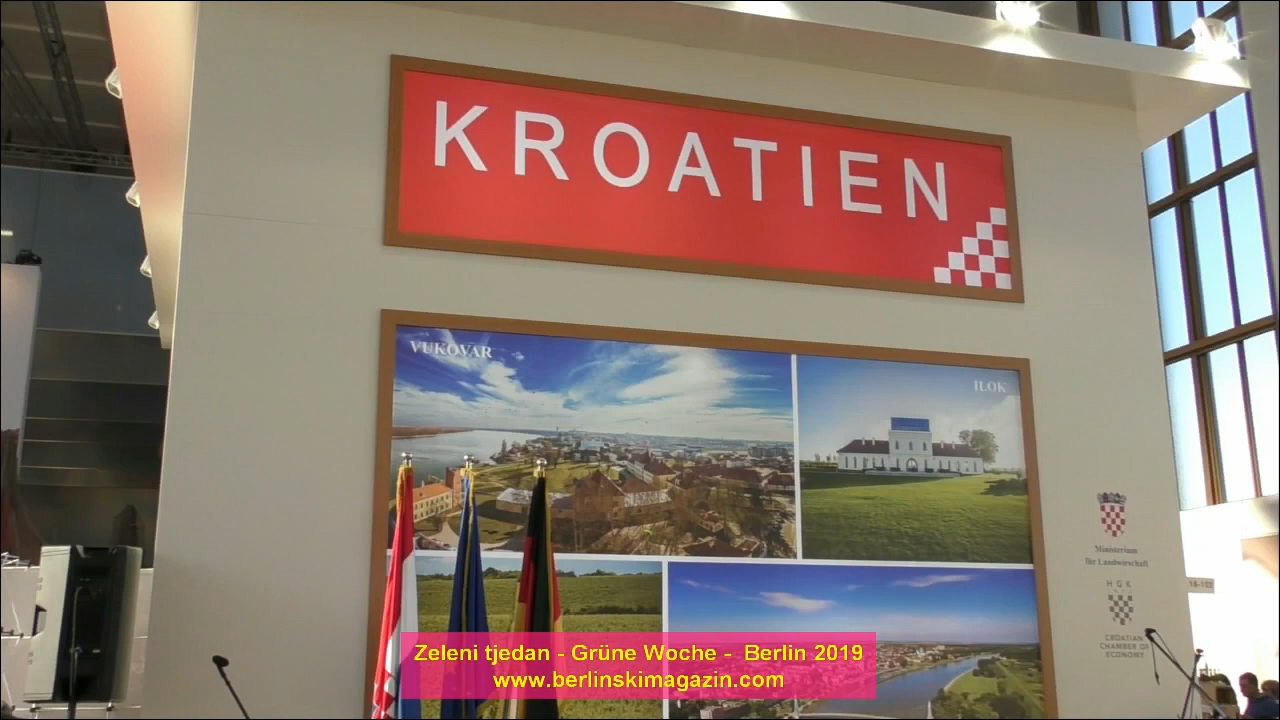 KROATIEN
VUKOVAR
ILOK
Ministerium
für Landwirtschaft
HGK
CROATIAN
CHAMBER OF
ECONOMY
Zeleni tjedan - Grüne Woche - Berlin 2019
www.berlinskimagazin.com